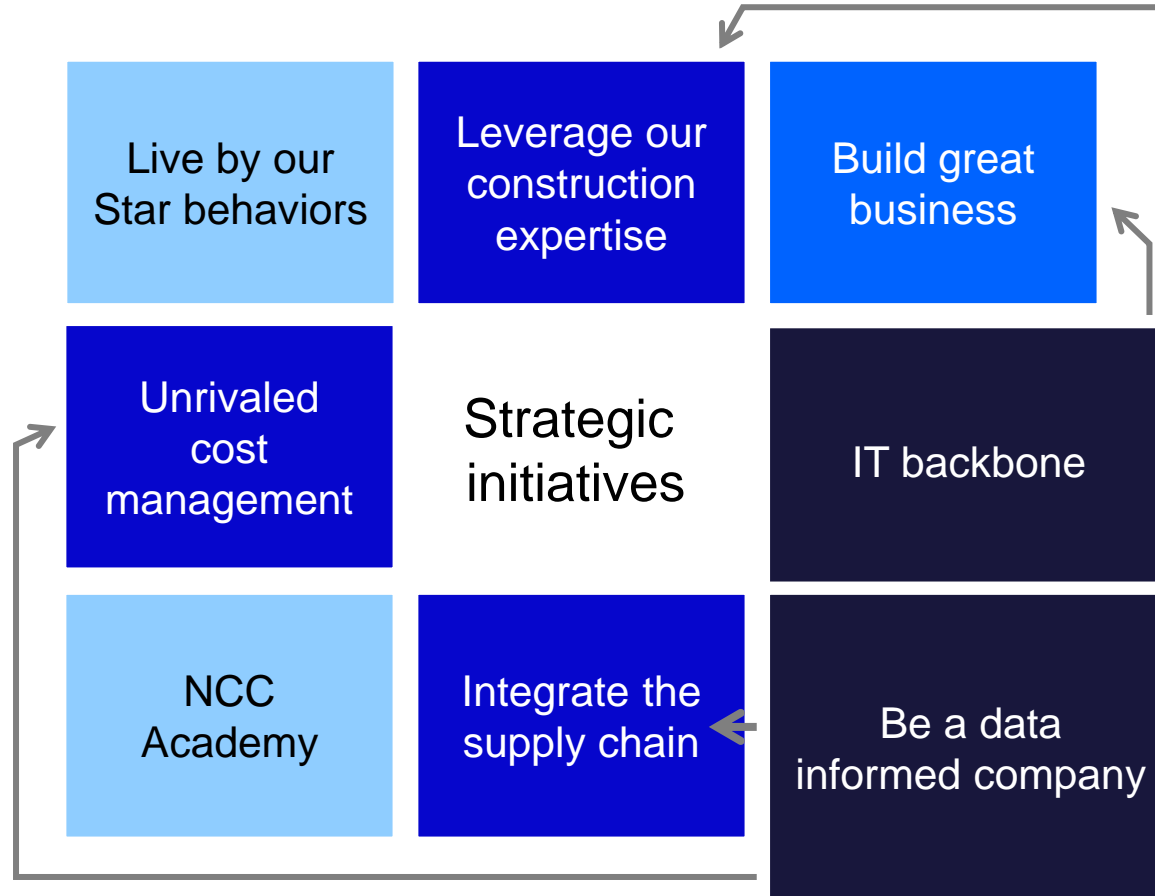 Live by our
Star behaviors
Leverage our
construction
expertise
Build great
business
Unrivaled
cost
management
Strategic
initiatives
IT backbone
NCC
Academy
Integrate the
supply chain
Be a data
informed company